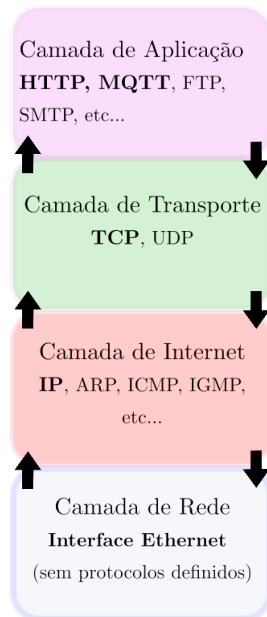 Camada de Aplicação
HTTP, MQTT, FTP,
SMTP, etc...
Camada de Transporte
TCP, UDP
Camada de Internet
IP, ARP, ICMP, IGMP,
etc...
Camada de Rede
Interface Ethernet
(sem protocolos definidos)